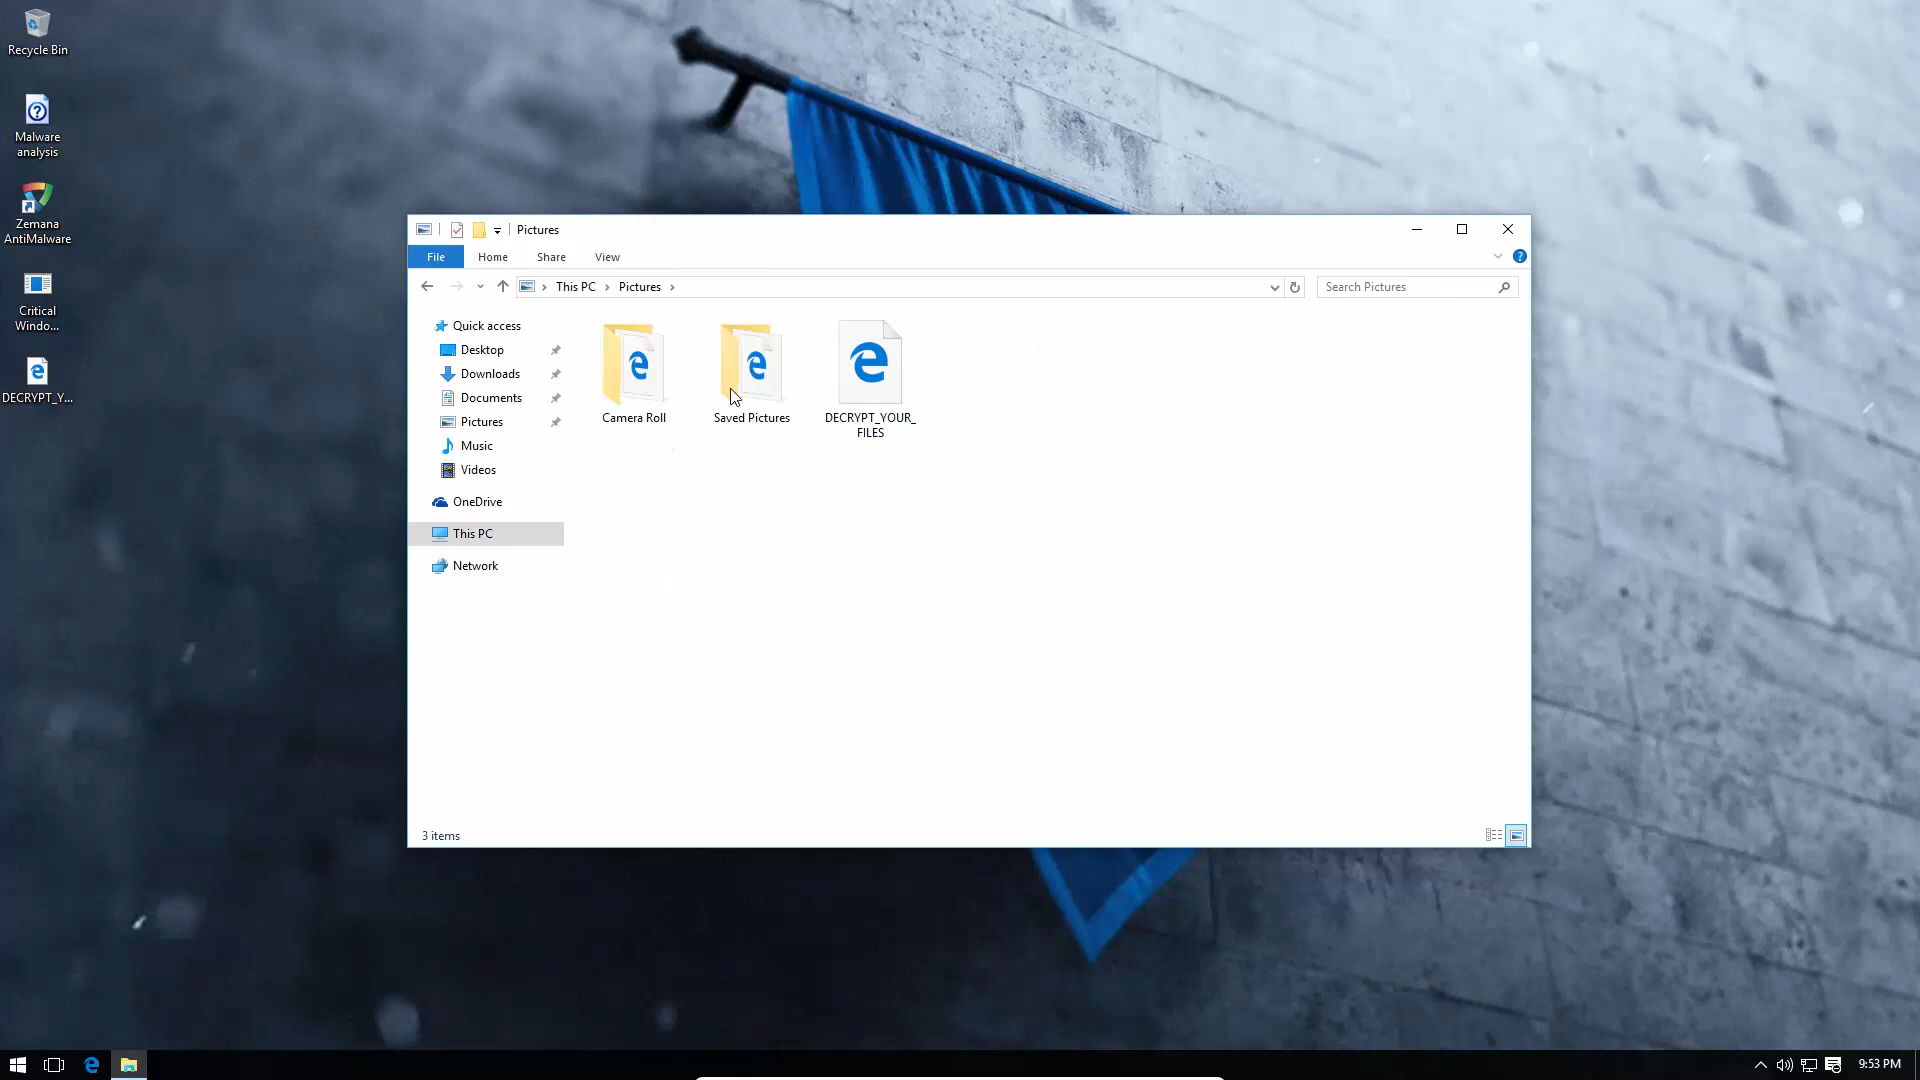 Recycle Bin
Malware
analysis
Zemana
AntiMalware
Critical
Windo...
DECRYPT_Y...
Pictures
File
Home
Share
View
This PC
Pictures
Search Pictures
Quick access
Desktop
Downloads
Documents
Pictures
Music
Videos
OneDrive
This PC
Network
Camera Roll
Saved Pictures
DECRYPT_YOUR_
FILES
3 items
9:53 PM